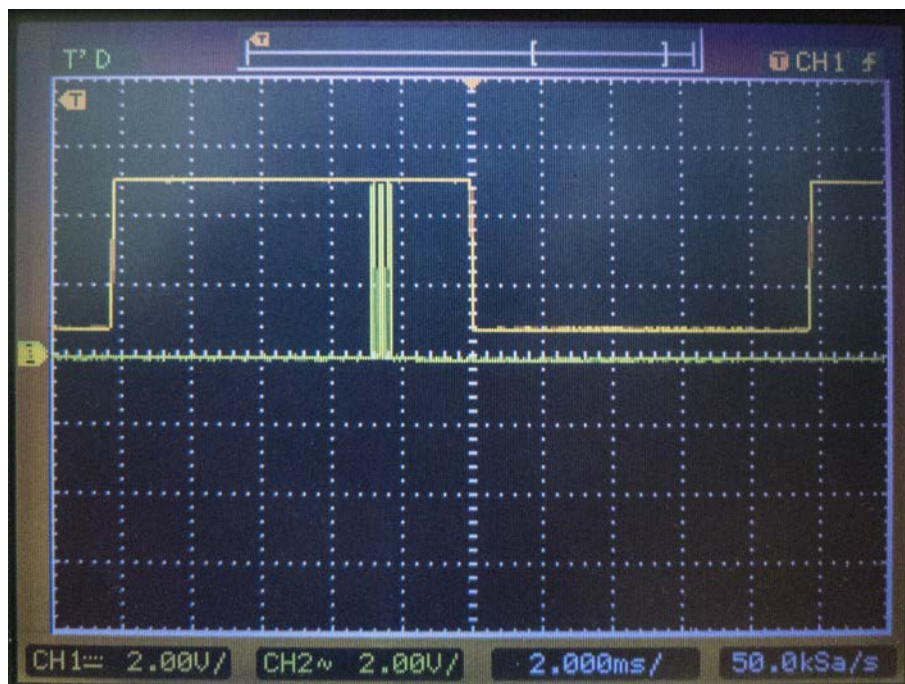 T
T' D
T CH1
T
CH1 2.00V/ CH2~ 2.00V/ 2.000ms/ 50.0kSa/s